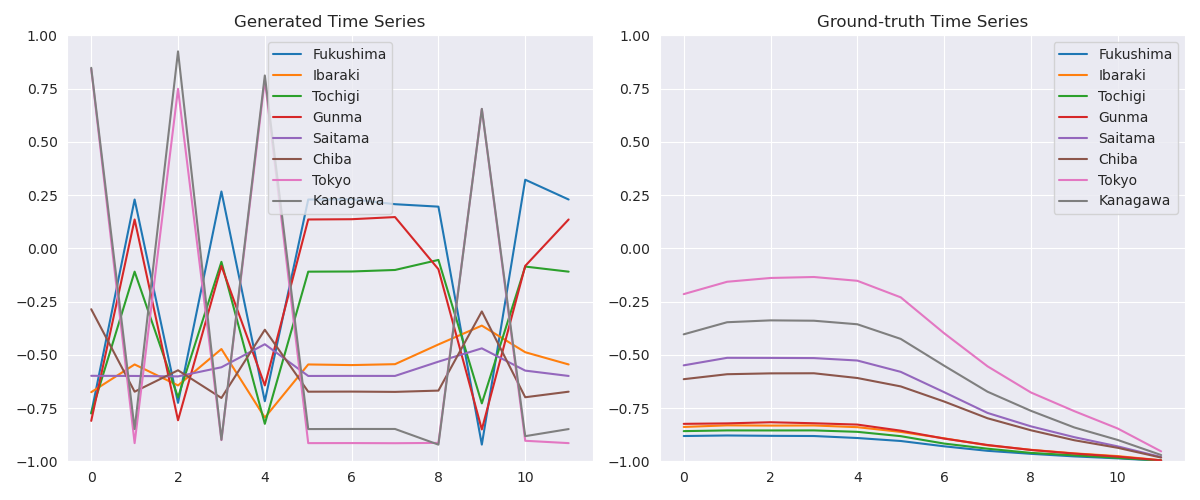 Generated Time Series
1.00
0.75
0.50
0.25
0.00
−0.25
−0.50
−0.75
−1.00
0 2 4 6 8 10
Fukushima
Ibaraki
Tochigi
Gunma
Saitama
Chiba
Tokyo
Kanagawa
Ground-truth Time Series
1.00
0.75
0.50
0.25
0.00
−0.25
−0.50
−0.75
−1.00
0 2 4 6 8 10
Fukushima
Ibaraki
Tochigi
Gunma
Saitama
Chiba
Tokyo
Kanagawa